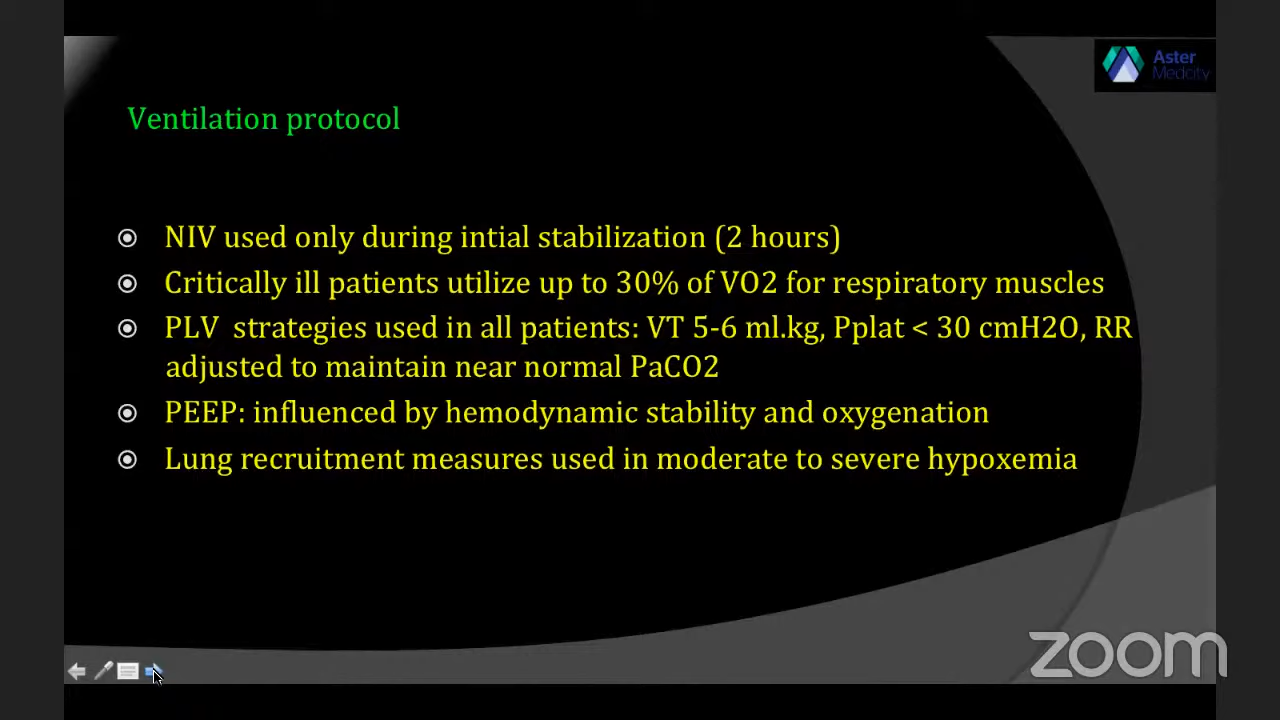 Aster
Medcity
Ventilation protocol
NIV used only during intial stabilization (2 hours)
Critically ill patients utilize up to 30% of VO2 for respiratory muscles
PLV strategies used in all patients: VT 5-6 ml.kg, Pplat < 30 cmH2O, RR
adjusted to maintain near normal PaCO2
PEEP: influenced by hemodynamic stability and oxygenation
Lung recruitment measures used in moderate to severe hypoxemia
zoom